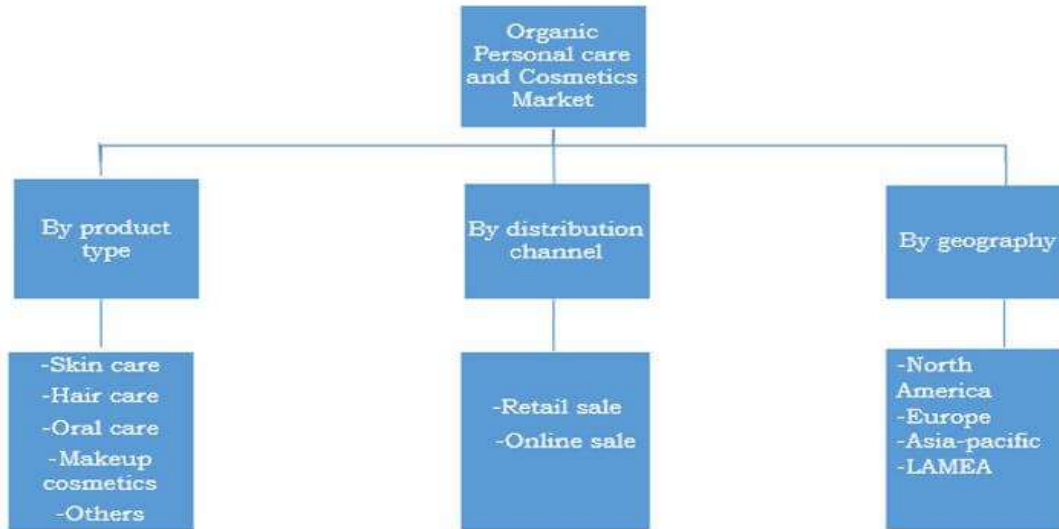 Organic
Personal care
and Cosmetics
Market
By product
type
By distribution
channel
By geography
-Skin care
-Hair care
-Oral care
-Makeup
cosmetics
-Others
-Retail sale
-Online sale
-North
America
-Europe
-Asia-pacific
-LAMEA